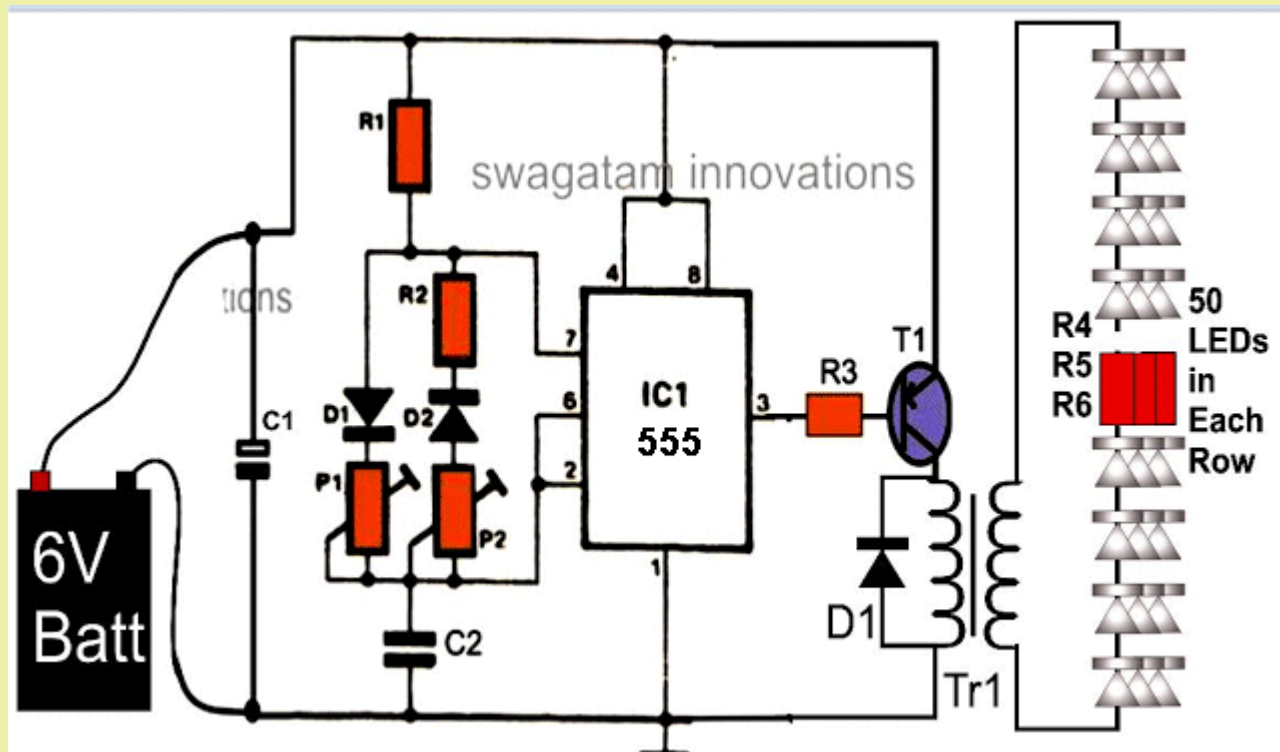 R1
swagatam innovations
4
8
R2
7
tions
C1
D1
D2
6
IC1
555
3
R3
T1
R4
R5
R6
50
LEDs
in
Each
Row
P1
P2
2
1
6V
Batt
C2
D1
Tr1